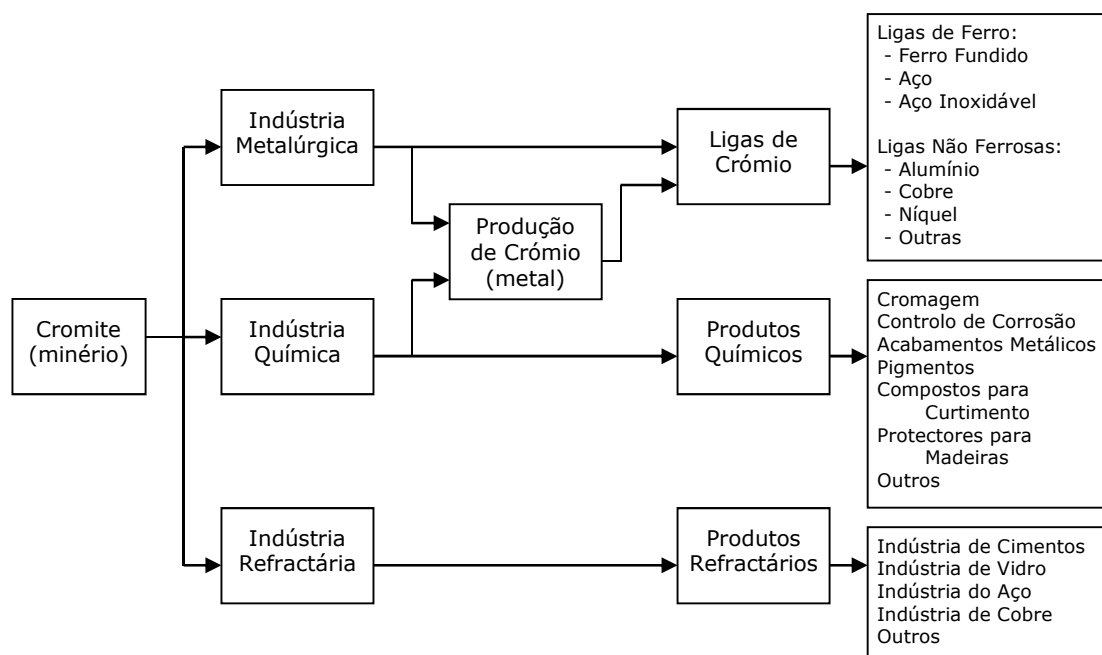 Cromite
(minério)
Indústria
Metalúrgica
Indústria
Química
Indústria
Refractária
Produção
de Crómio
(metal)
Ligas de
Crómio
Produtos
Químicos
Produtos
Refractários
Ligas de Ferro:
- Ferro Fundido
- Aço
- Aço Inoxidável
Ligas Não Ferrosas:
- Alumínio
- Cobre
- Níquel
- Outras
Cromagem
Controlo de Corrosão
Acabamentos Metálicos
Pigmentos
Compostos para
Curtimento
Protectores para
Madeiras
Outros
Indústria de Cimentos
Indústria de Vidro
Indústria do Aço
Indústria de Cobre
Outros